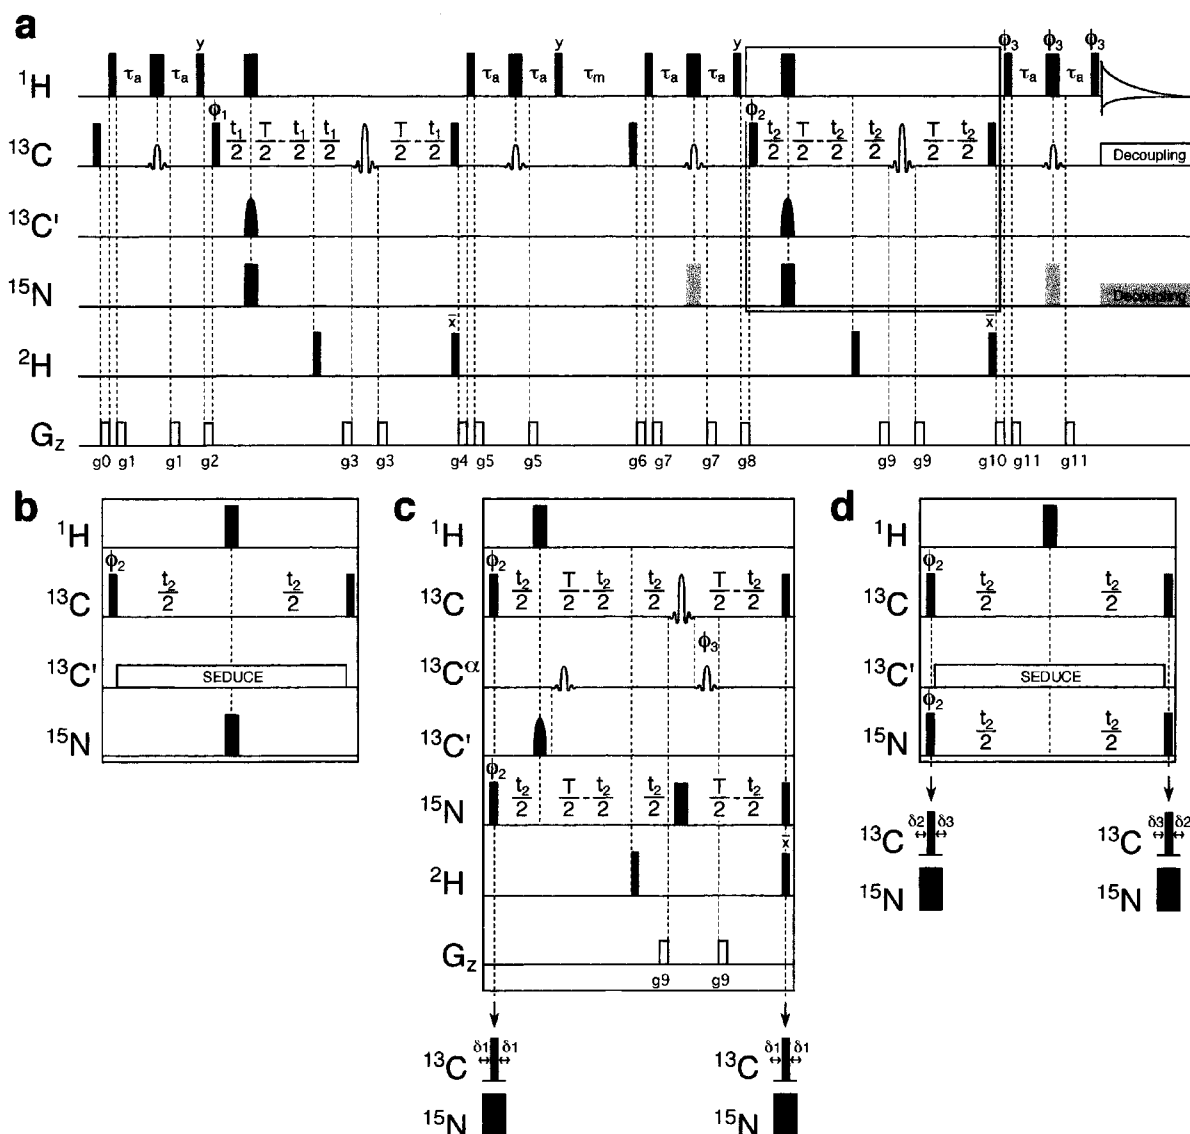 a
y y y ϕ3 ϕ3 ϕ3
1H τa τa τa τa τm τa τa τa τa
ϕ1 ϕ2
13C t1/2 T/2 - t1/2 t1/2 T/2 - t1/2 t2/2 T/2 - t2/2 t2/2 T/2 - t2/2 Decoupling
13C'
15N Decoupling
x̄ x̄
2H
Gz
g0 g1 g1 g2 g3 g3 g4 g5 g5 g6 g7 g7 g8 g9 g9 g10 g11 g11
b
1H
ϕ2
13C t2/2 t2/2
13C' SEDUCE
15N
c
1H
ϕ2
13C t2/2 T/2 - t2/2 t2/2 T/2 - t2/2
ϕ3
13Cα
13C'
ϕ2
15N t2/2 T/2 - t2/2 t2/2 T/2 - t2/2
x̄
2H
Gz
g9 g9
δ1 δ1 δ1 δ1
13C 13C
15N 15N
d
1H
ϕ2
13C t2/2 t2/2
13C' SEDUCE
ϕ2
15N t2/2 t2/2
δ2 δ3 δ3 δ2
13C 13C
15N 15N